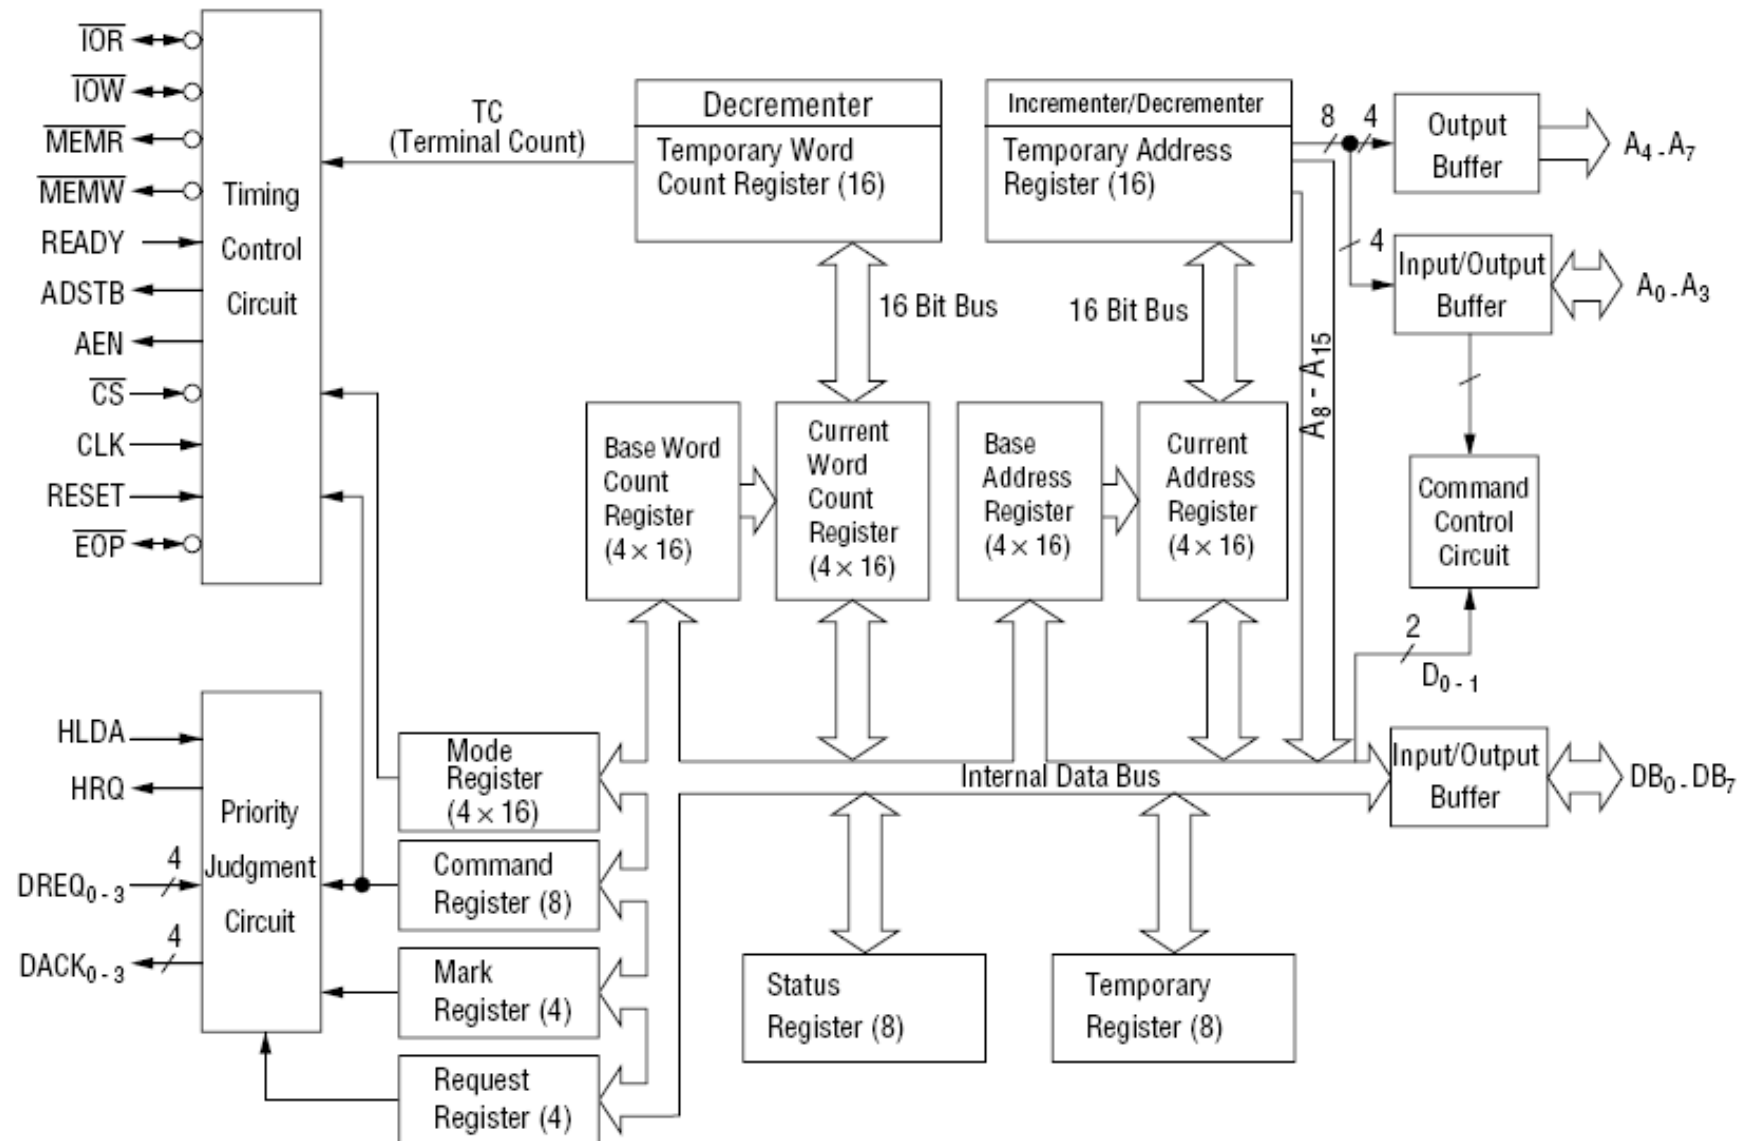 IOR
IOW
MEMR
MEMW
READY
ADSTB
AEN
CS
CLK
RESET
EOP
Timing
Control
Circuit
TC
(Terminal Count)
Decrementer
Temporary Word
Count Register (16)
Incrementer/Decrementer
Temporary Address
Register (16)
8
4
Output
Buffer
A4 - A7
4
Input/Output
Buffer
A0 - A3
16 Bit Bus
16 Bit Bus
A8 - A15
Base Word
Count
Register
(4 × 16)
Current
Word
Count
Register
(4 × 16)
Base
Address
Register
(4 × 16)
Current
Address
Register
(4 × 16)
Command
Control
Circuit
2
D0 - 1
HLDA
HRQ
DREQ0 - 3
4
DACK0 - 3
4
Priority
Judgment
Circuit
Mode
Register
(4 × 16)
Command
Register (8)
Mark
Register (4)
Request
Register (4)
Internal Data Bus
Input/Output
Buffer
DB0 - DB7
Status
Register (8)
Temporary
Register (8)